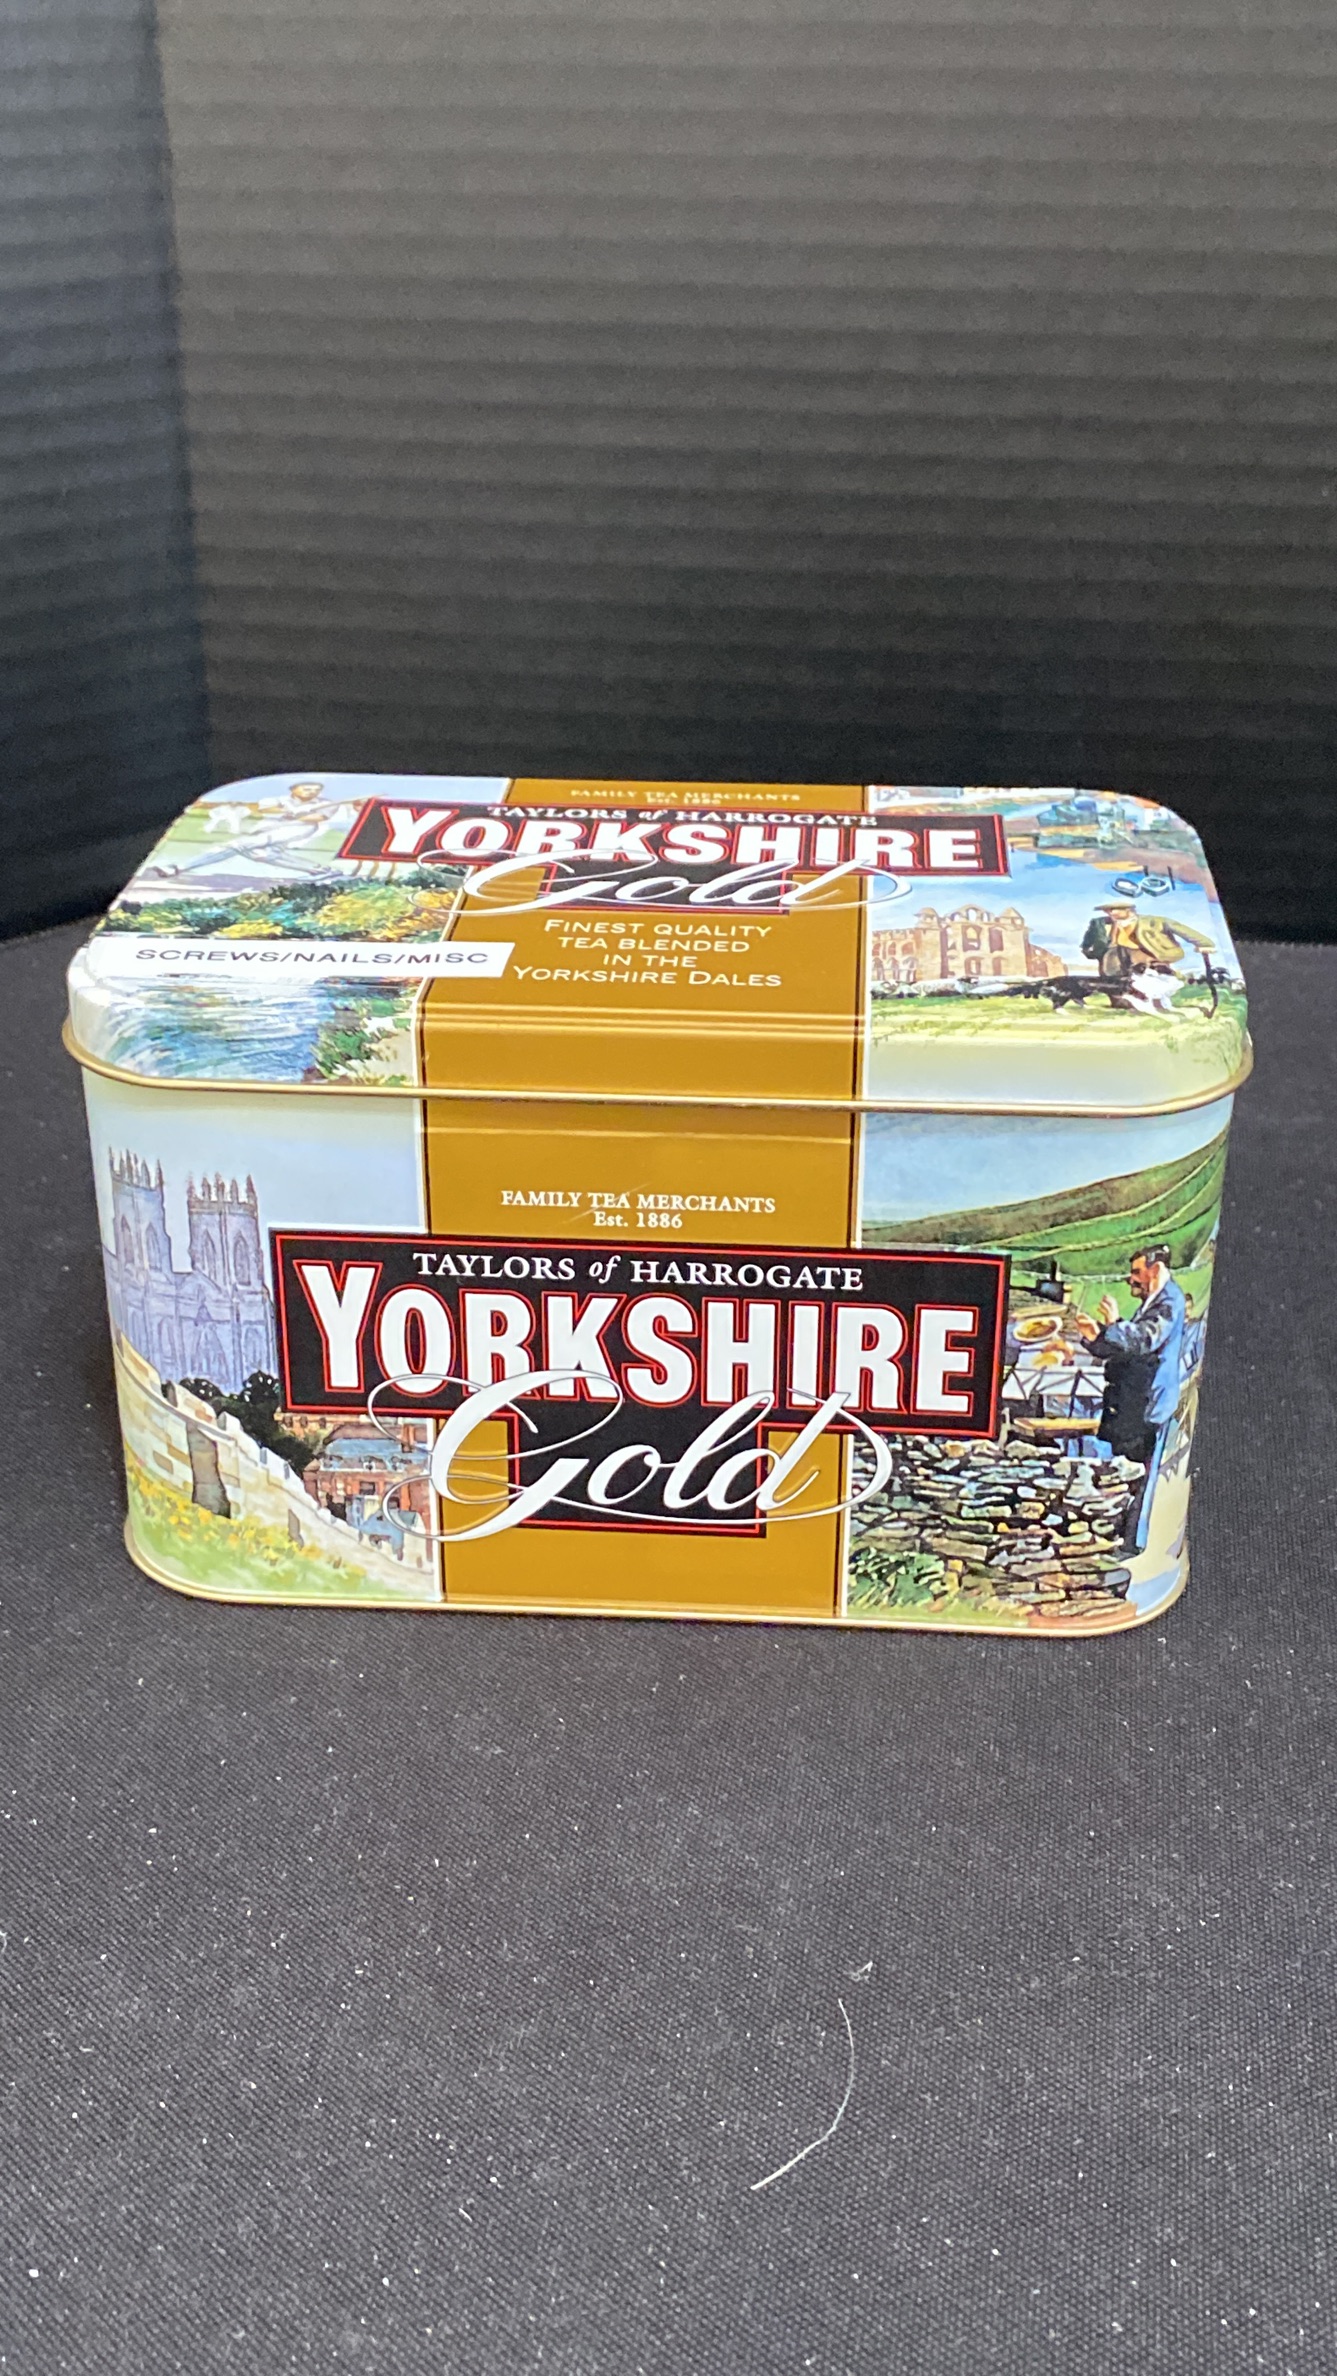 FAMILY TEA MERCHANTS
Est. 1886
TAYLORS of HARROGATE
YORKSHIRE
Gold
FINEST QUALITY
TEA BLENDED
IN THE
YORKSHIRE DALES
SCREWS/NAILS/MISC
FAMILY TEA MERCHANTS
Est. 1886
TAYLORS of HARROGATE
YORKSHIRE
Gold